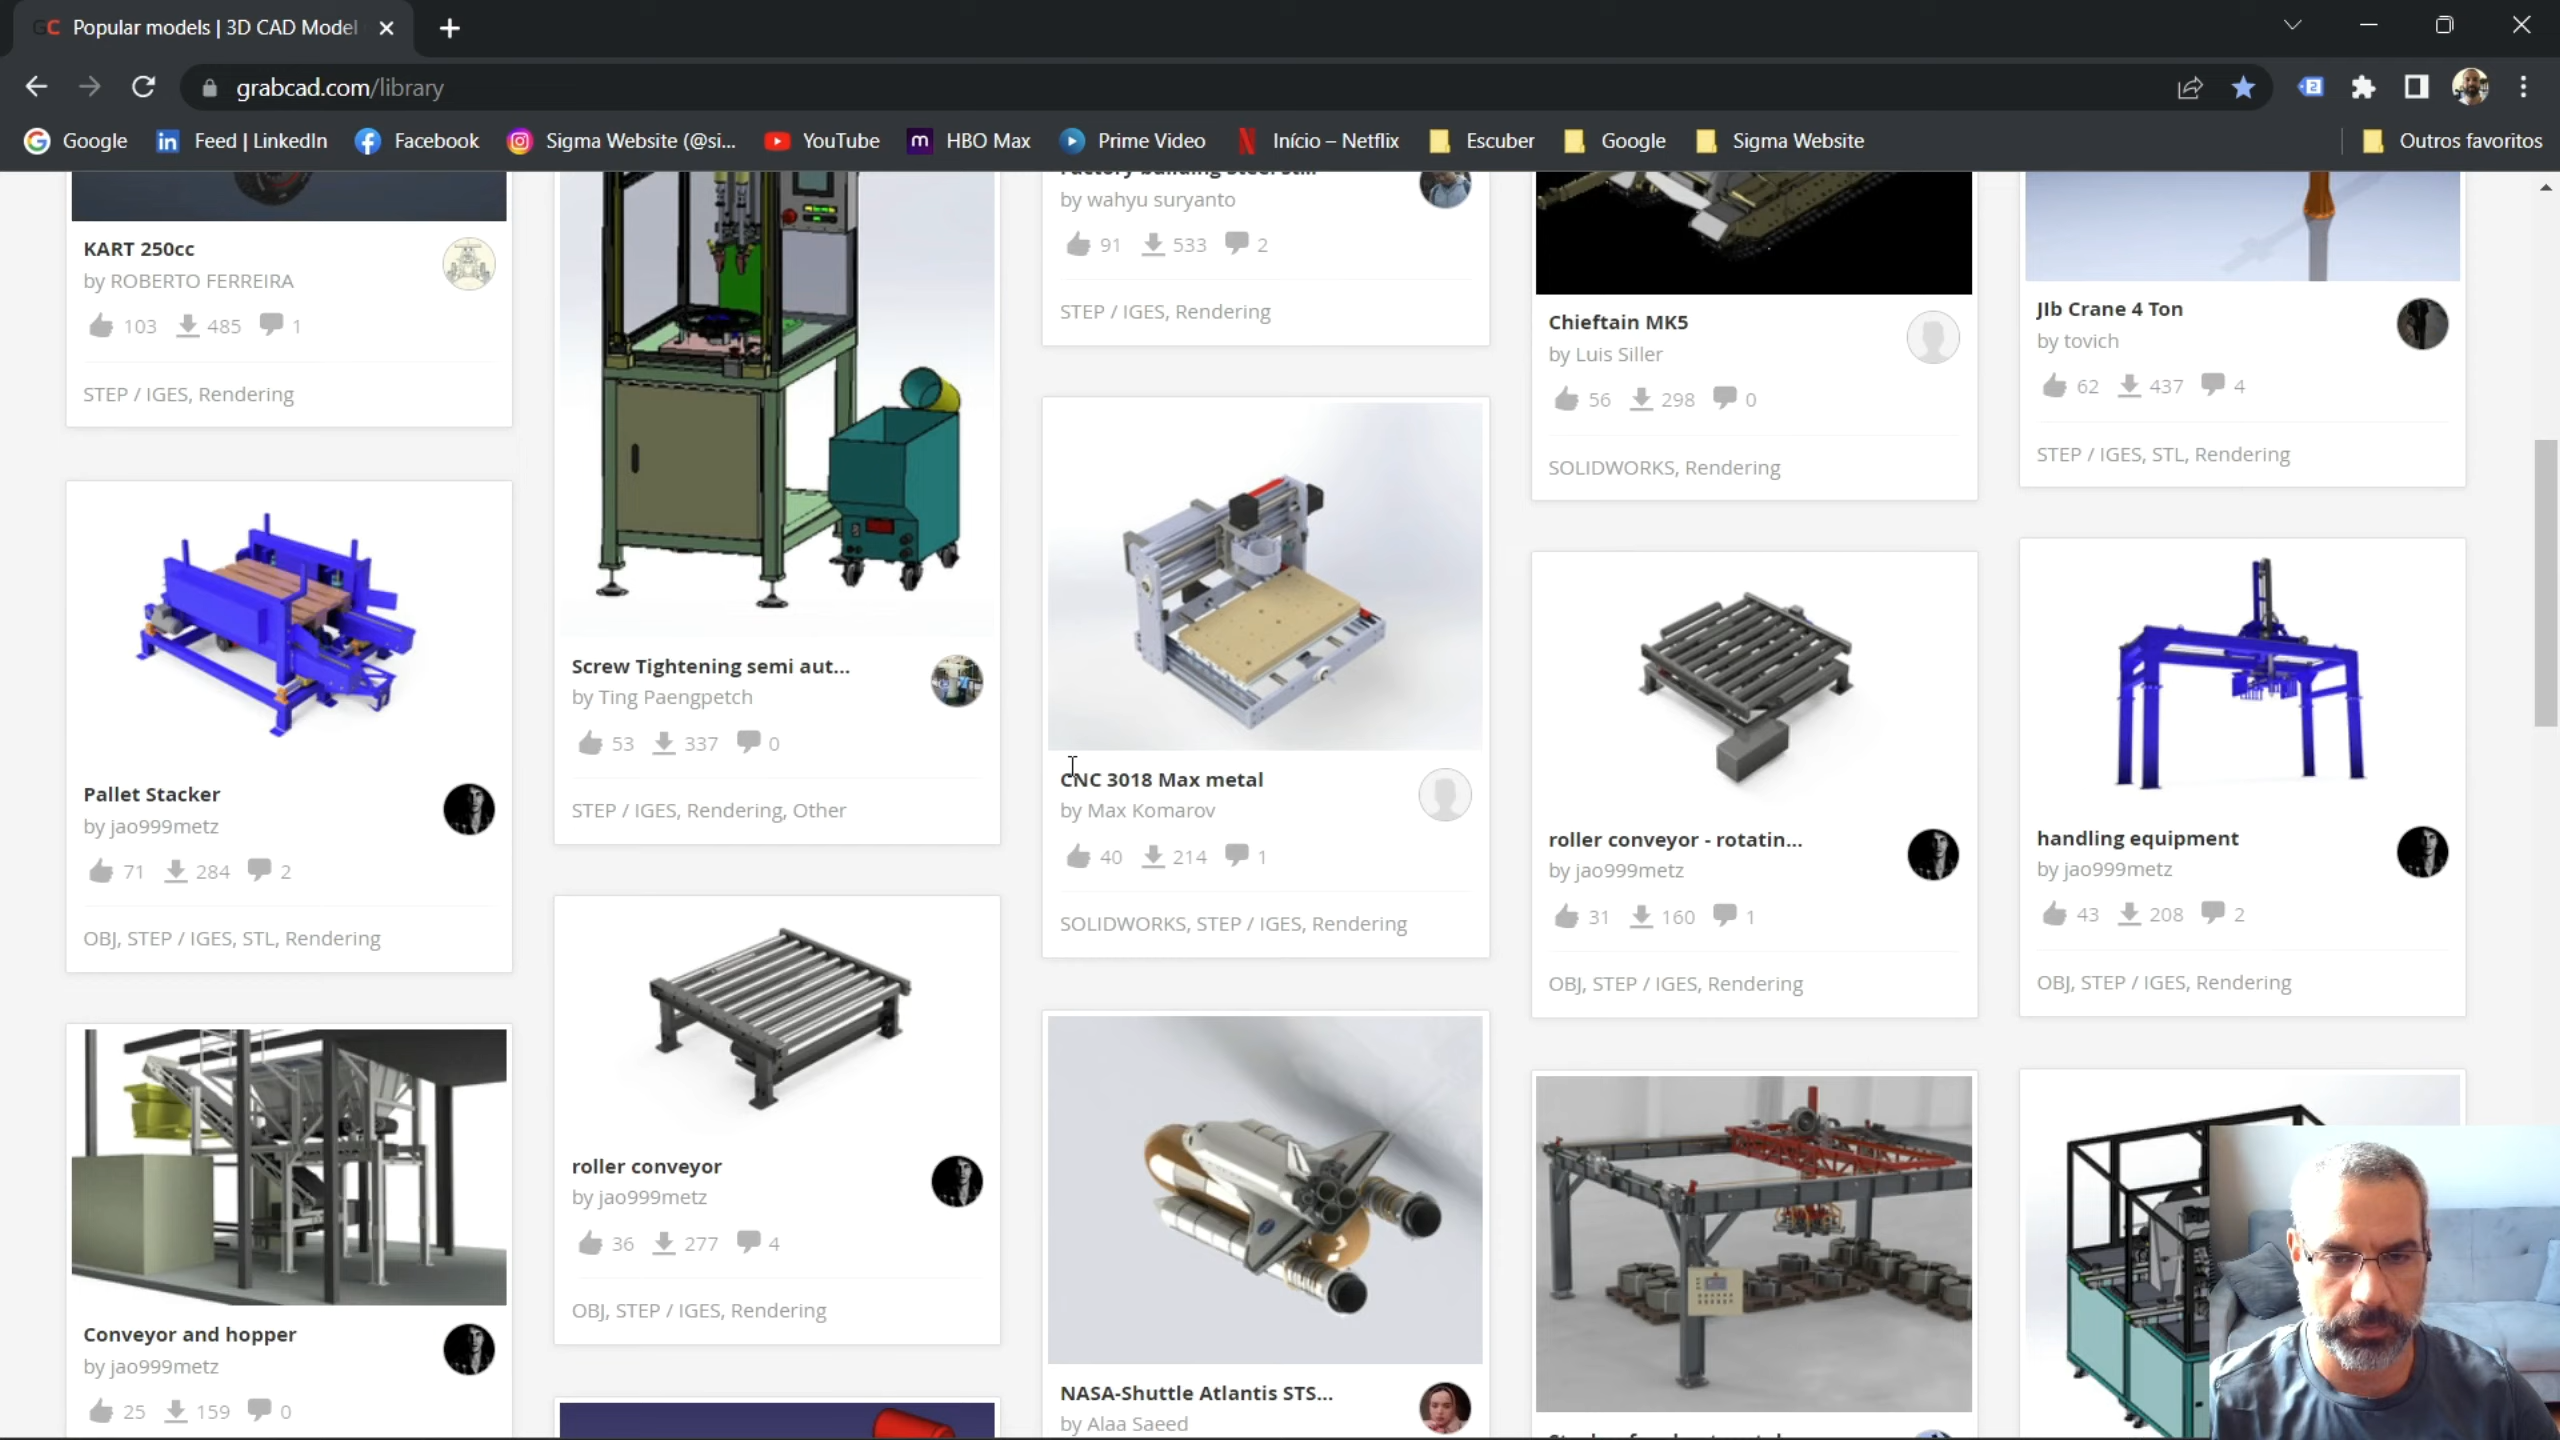 Popular models | 3D CAD Model
grabcad.com/library
Google
Feed | LinkedIn
Facebook
Sigma Website (@si...
YouTube
HBO Max
Prime Video
Início – Netflix
Escuber
Google
Sigma Website
Outros favoritos
KART 250cc
by ROBERTO FERREIRA
103 485 1
STEP / IGES, Rendering
Pallet Stacker
by jao999metz
71 284 2
OBJ, STEP / IGES, STL, Rendering
Conveyor and hopper
by jao999metz
25 159 0
Screw Tightening semi aut...
by Ting Paengpetch
53 337 0
STEP / IGES, Rendering, Other
roller conveyor
by jao999metz
36 277 4
OBJ, STEP / IGES, Rendering
Factory building Steel st...
by wahyu suryanto
91 533 2
STEP / IGES, Rendering
CNC 3018 Max metal
by Max Komarov
40 214 1
SOLIDWORKS, STEP / IGES, Rendering
NASA-Shuttle Atlantis STS...
by Alaa Saeed
Chieftain MK5
by Luis Siller
56 298 0
SOLIDWORKS, Rendering
roller conveyor - rotatin...
by jao999metz
31 160 1
OBJ, STEP / IGES, Rendering
JIb Crane 4 Ton
by tovich
62 437 4
STEP / IGES, STL, Rendering
handling equipment
by jao999metz
43 208 2
OBJ, STEP / IGES, Rendering